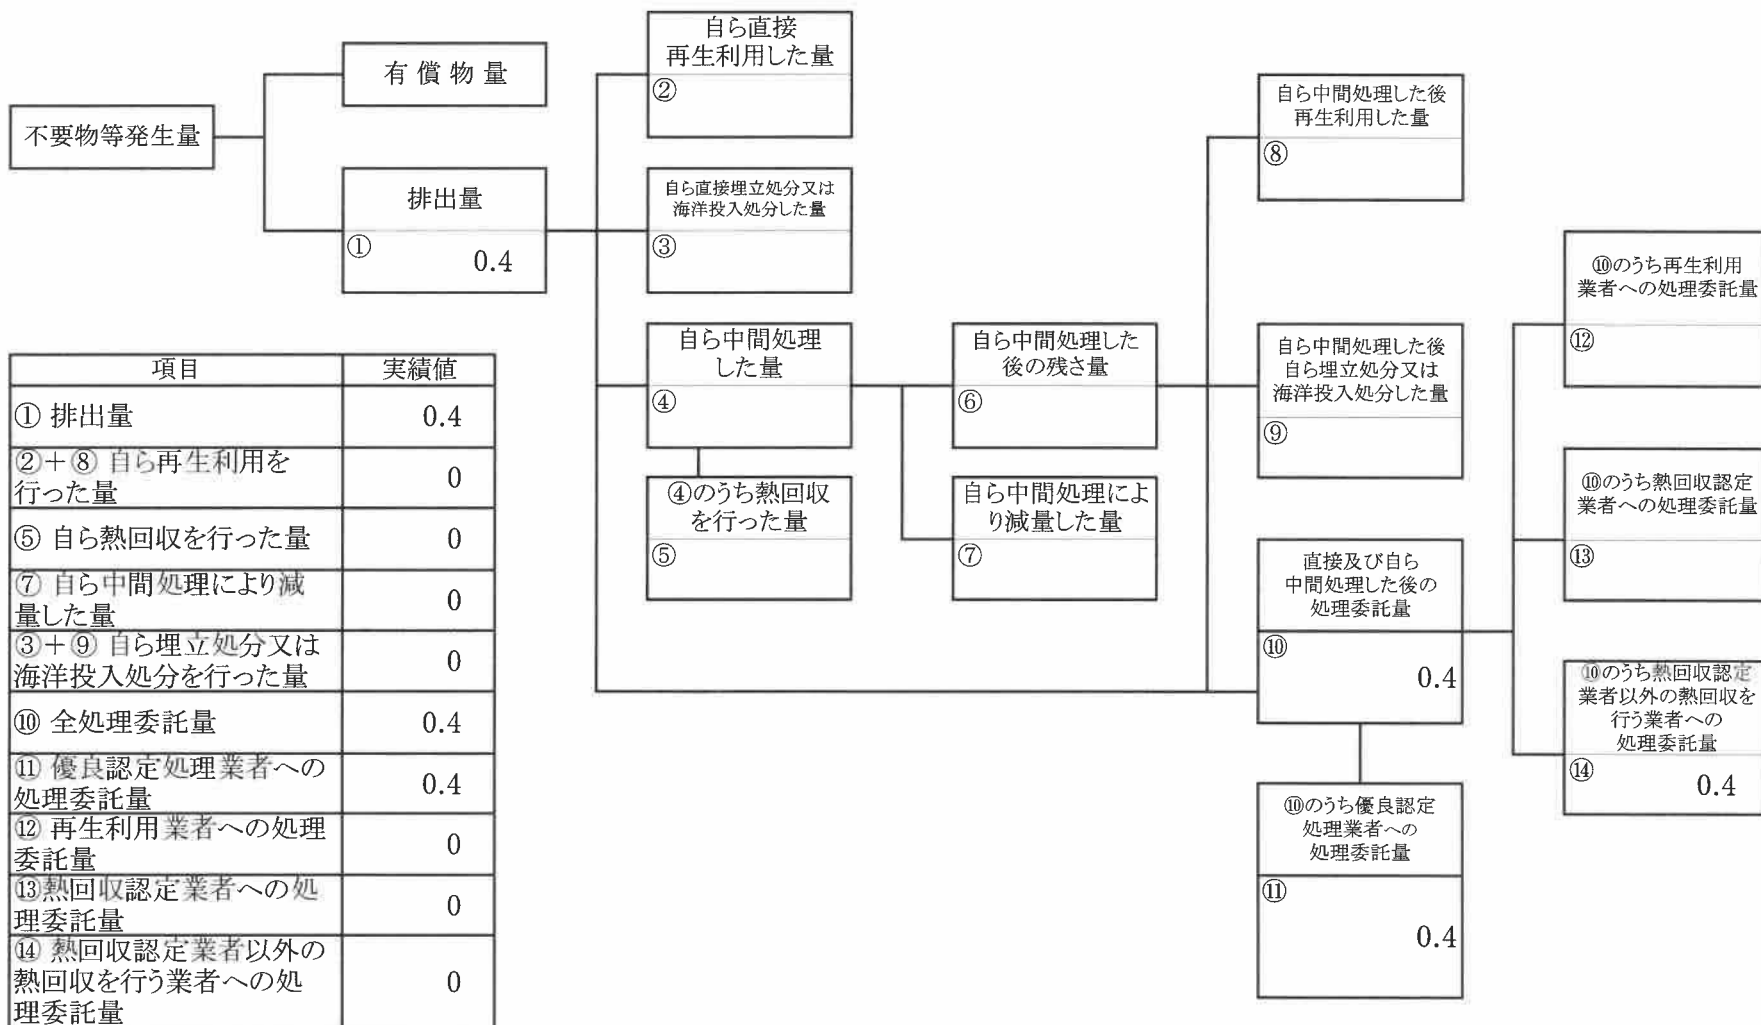 不要物等発生量
有償物量
排出量
①
0.4
自ら直接
再生利用した量
②
自ら直接埋立処分又は
海洋投入処分した量
③
自ら中間処理
した量
④
④のうち熱回収
を行った量
⑤
自ら中間処理した
後の残さ量
⑥
自ら中間処理によ
り減量した量
⑦
自ら中間処理した後
再生利用した量
⑧
自ら中間処理した後
自ら埋立処分又は
海洋投入処分した量
⑨
直接及び自ら
中間処理した後の
処理委託量
⑩
0.4
⑩のうち優良認定
処理業者への
処理委託量
⑪
0.4
⑩のうち再生利用
業者への処理委託量
⑫
⑩のうち熱回収認定
業者への処理委託量
⑬
⑩のうち熱回収認定
業者以外の熱回収を
行う業者への
処理委託量
⑭ 0.4
項目 実績値
① 排出量 0.4
②＋⑧ 自ら再生利用を
行った量 0
⑤ 自ら熱回収を行った量 0
⑦ 自ら中間処理により減
量した量 0
③＋⑨ 自ら埋立処分又は
海洋投入処分を行った量 0
⑩ 全処理委託量 0.4
⑪ 優良認定処理業者への
処理委託量 0.4
⑫ 再生利用業者への処理
委託量 0
⑬熱回収認定業者への処
理委託量 0
⑭ 熱回収認定業者以外の
熱回収を行う業者への処
理委託量 0